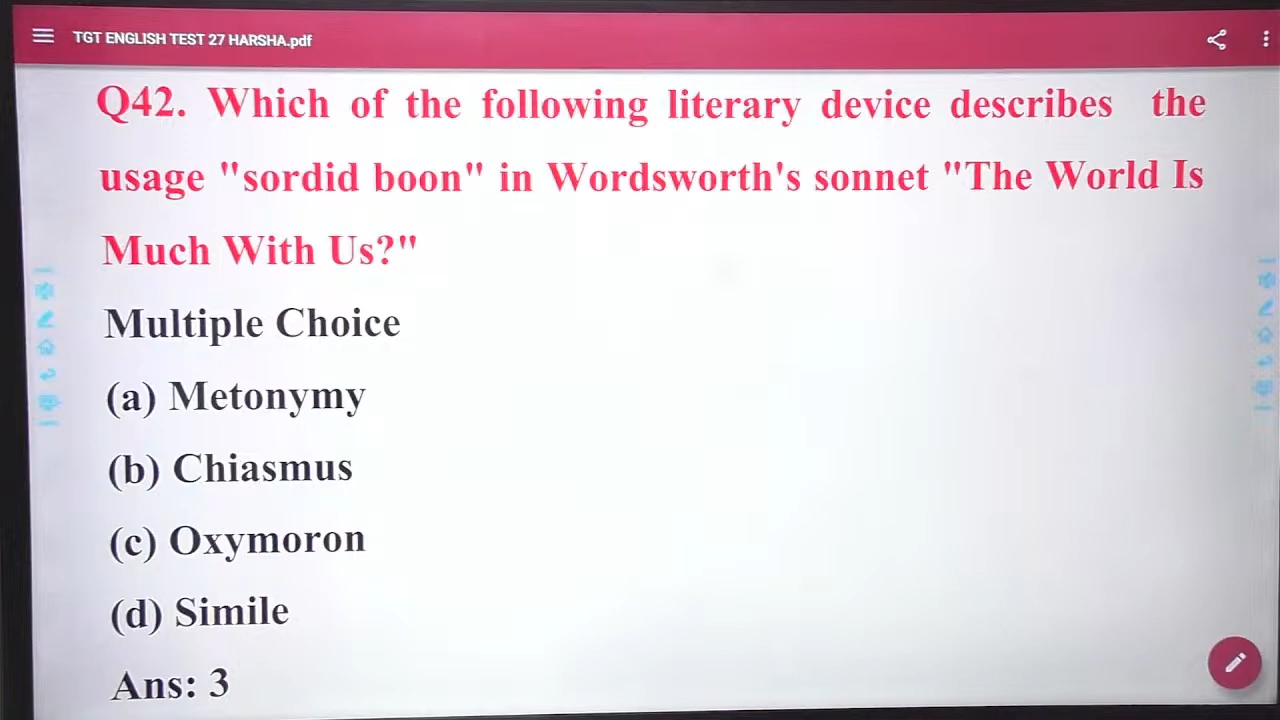 TGT ENGLISH TEST 27 HARSHA.pdf
Q42. Which of the following literary device describes the
usage "sordid boon" in Wordsworth's sonnet "The World Is
Much With Us?"
Multiple Choice
(a) Metonymy
(b) Chiasmus
(c) Oxymoron
(d) Simile
Ans: 3